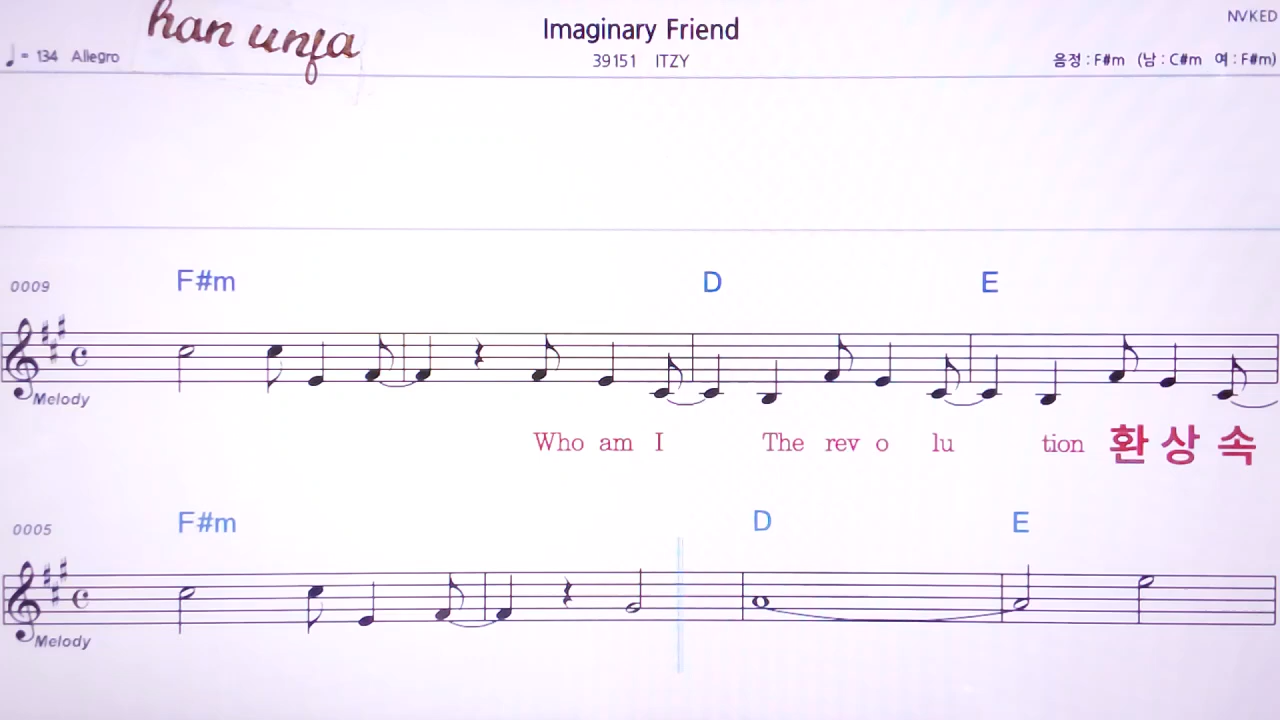 han unja
Imaginary Friend
NVKED
♩= 134 Allegro
39151 ITZY
음정 : F#m (남 : C#m 여 : F#m)
0009 F#m D E
Melody
Who am I The rev o lu tion 환 상 속
0005 F#m D E
Melody